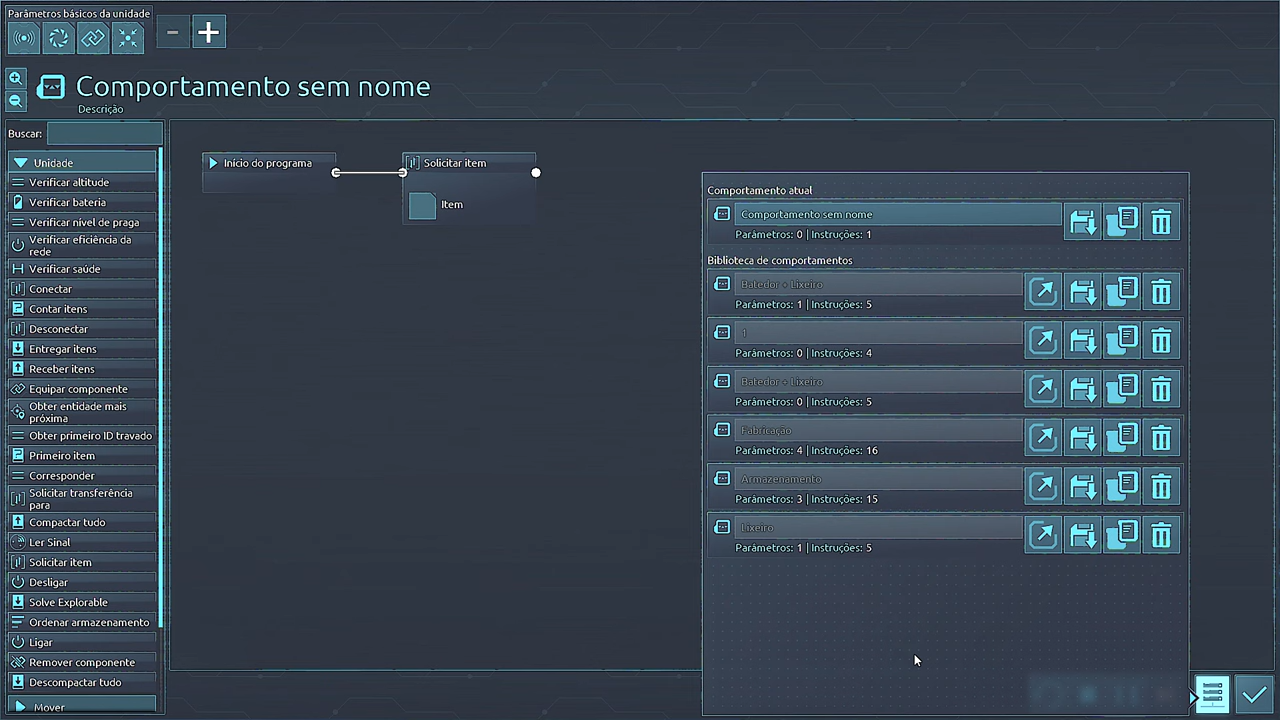 Parâmetros básicos da unidade
Comportamento sem nome
Descrição
Buscar:
Unidade
Verificar altitude
Verificar bateria
Verificar nível de praga
Verificar eficiência da
rede
Verificar saúde
Conectar
Contar itens
Desconectar
Entregar itens
Receber itens
Equipar componente
Obter entidade mais
próxima
Obter primeiro ID travado
Primeiro item
Corresponder
Solicitar transferência
para
Compactar tudo
Ler Sinal
Solicitar item
Desligar
Solve Explorable
Ordenar armazenamento
Ligar
Remover componente
Descompactar tudo
Mover
Início do programa
Solicitar item
Item
Comportamento atual
Comportamento sem nome
Parâmetros: 0 | Instruções: 1
Biblioteca de comportamentos
Batedor + Lixeiro
Parâmetros: 1 | Instruções: 5
1
Parâmetros: 0 | Instruções: 4
Batedor + Lixeiro
Parâmetros: 0 | Instruções: 5
Fabricação
Parâmetros: 4 | Instruções: 16
Armazenamento
Parâmetros: 3 | Instruções: 15
Lixeiro
Parâmetros: 1 | Instruções: 5